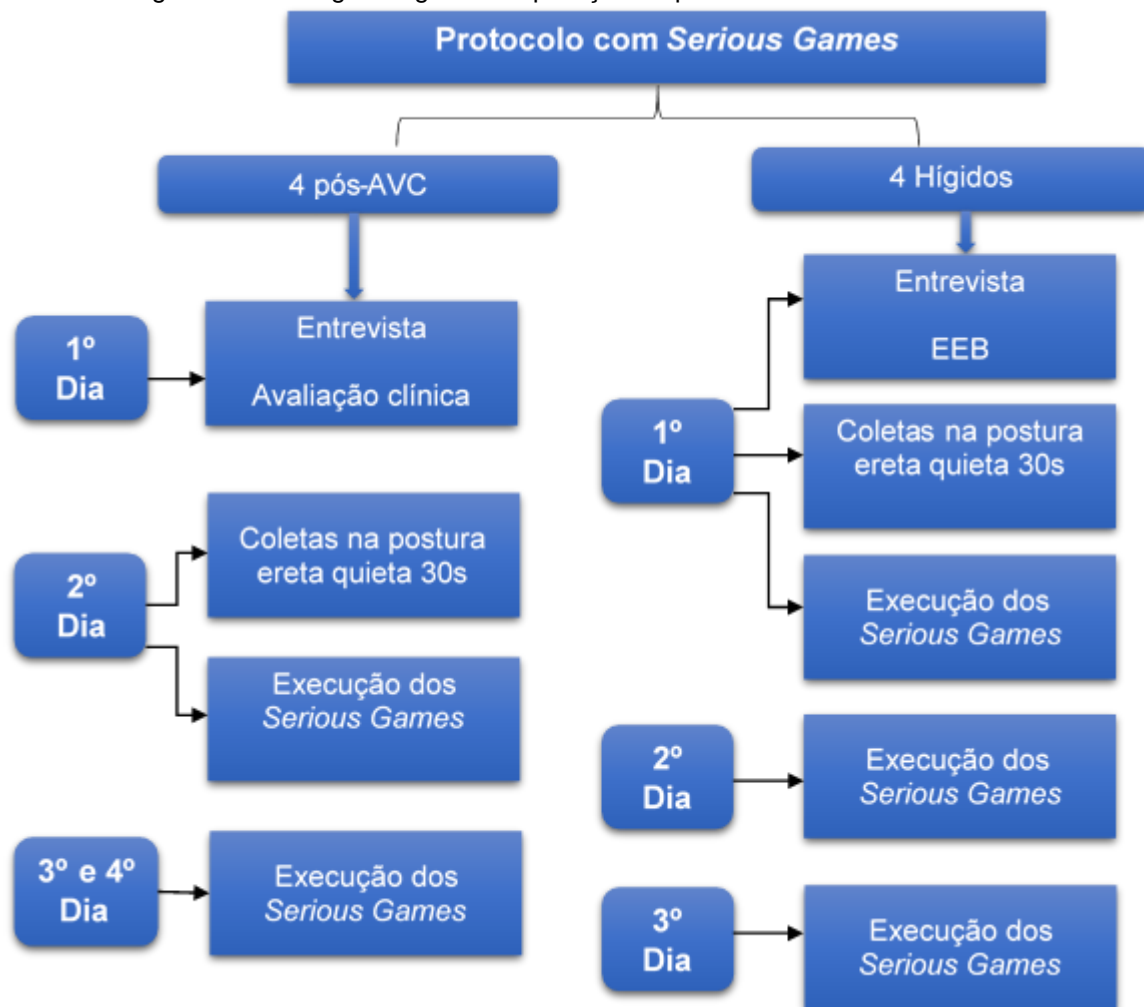 Protocolo com Serious Games
4 pós-AVC
1º
Dia
Entrevista
Avaliação clínica
2º
Dia
Coletas na postura
ereta quieta 30s
Execução dos
Serious Games
3º e 4º
Dia
Execução dos
Serious Games
4 Hígidos
1º
Dia
Entrevista
EEB
Coletas na postura
ereta quieta 30s
Execução dos
Serious Games
2º
Dia
Execução dos
Serious Games
3º
Dia
Execução dos
Serious Games